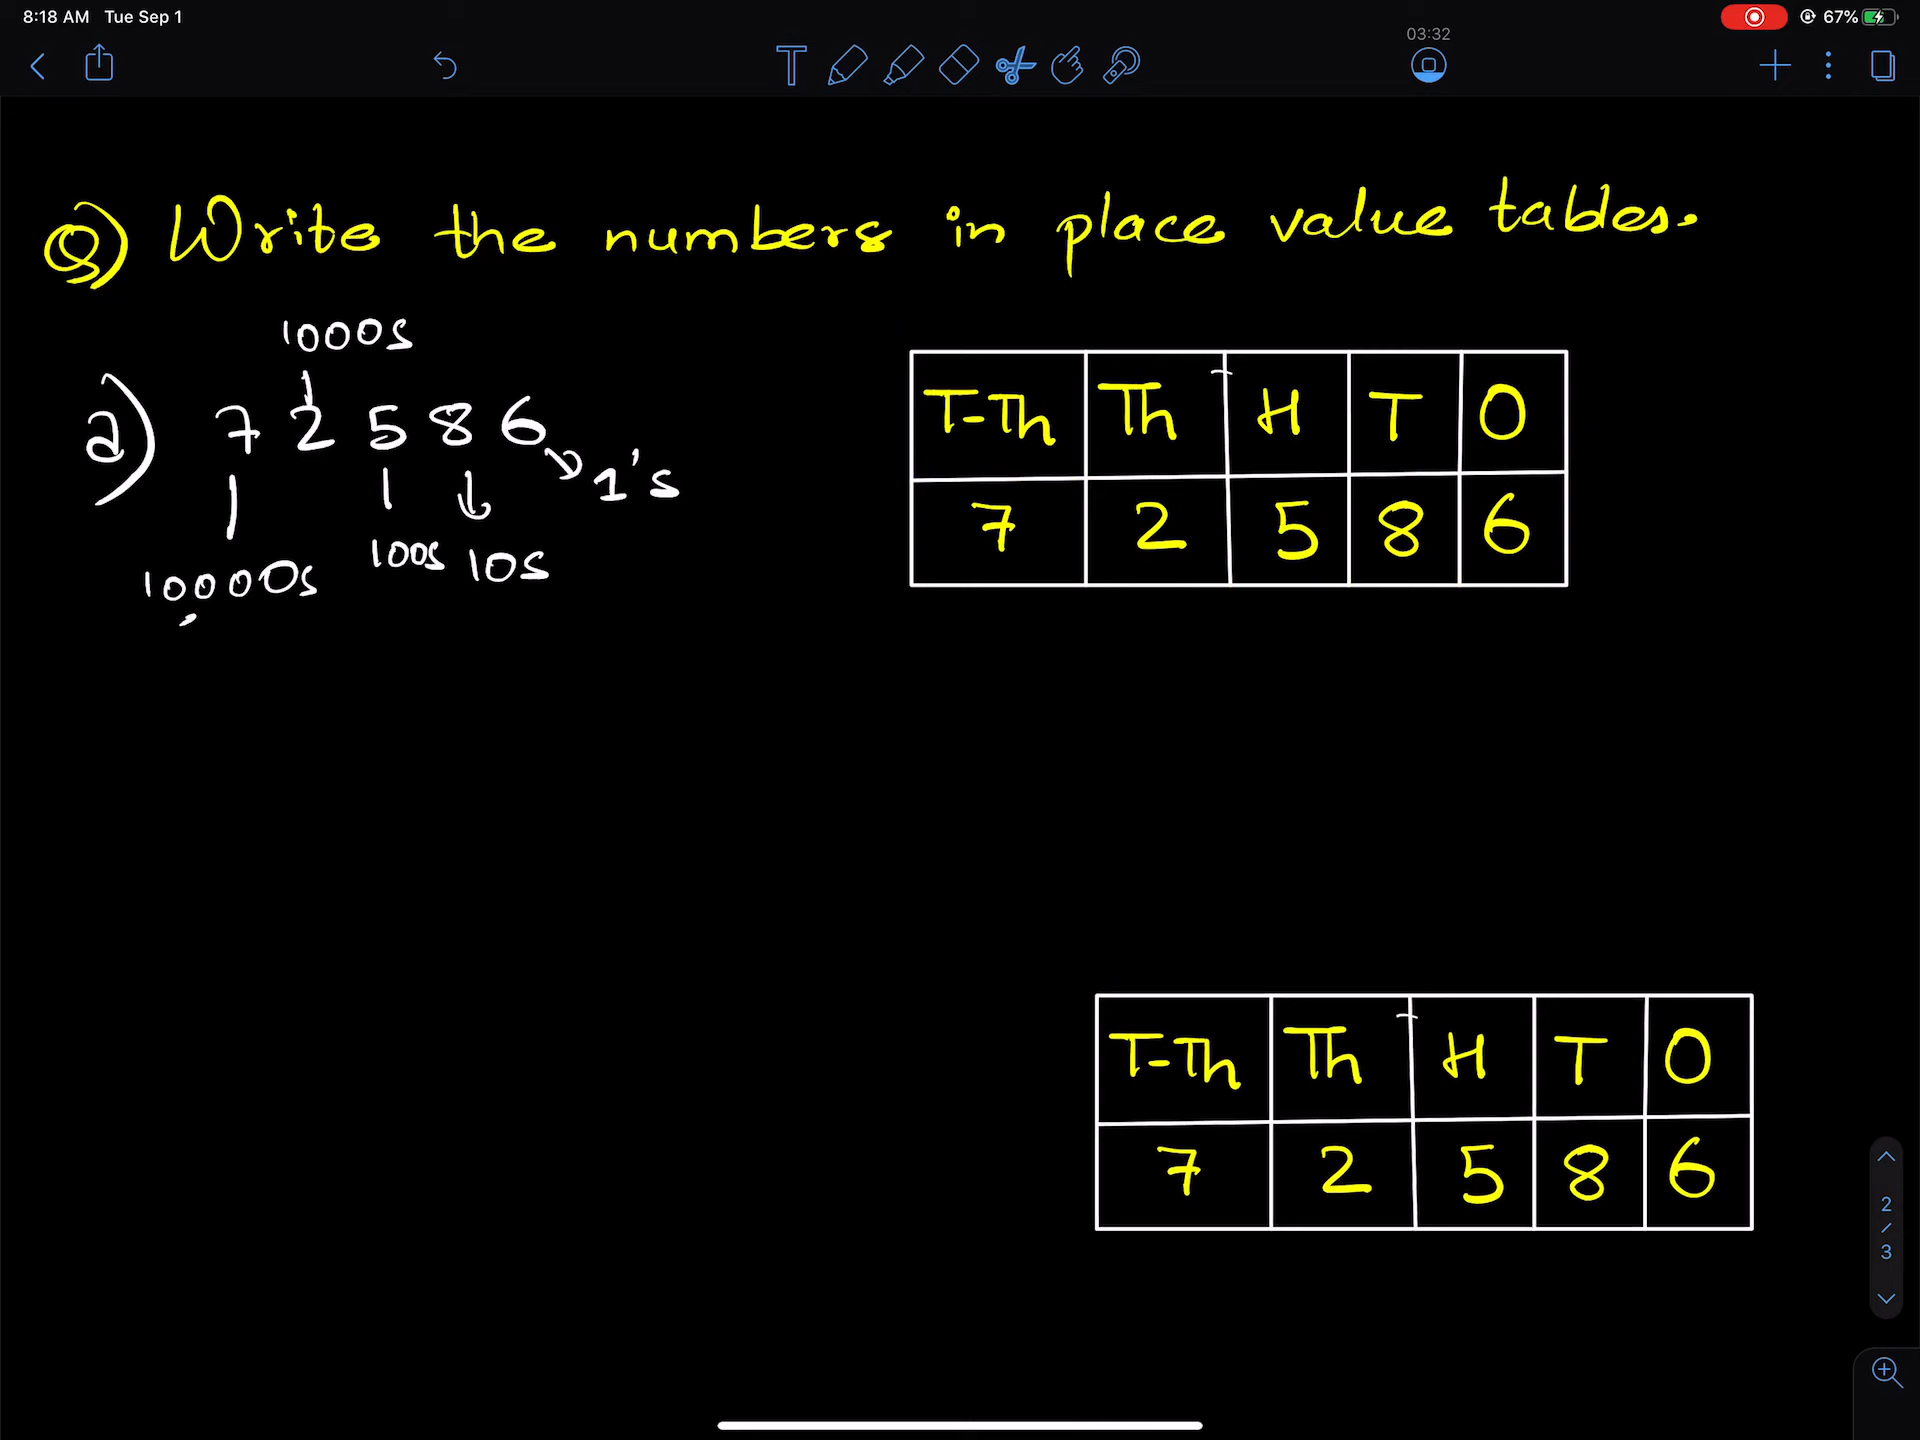 8:18 AM Tue Sep 1
67%
03:32
T
Q) Write the numbers in place value tables.
1000s
a) 7 2 5 8 6
1's
100s 10s
10000s
T-Th Th H T O
7 2 5 8 6
T-Th Th H T O
7 2 5 8 6
2
/
3